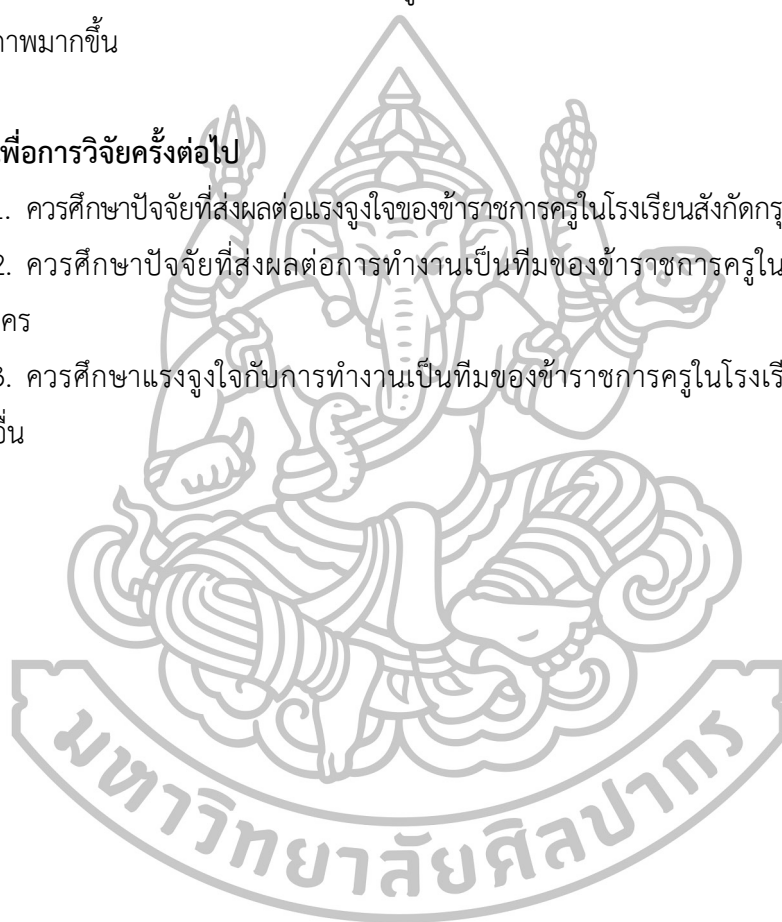 าพมากขึ้น
พื่อการวิจัยครั้งต่อไป
. ควรศึกษาปัจจัยที่ส่งผลต่อแรงจูงใจของข้าราชการครูในโรงเรียนสังกัดกรุ
2. ควรศึกษาปัจจัยที่ส่งผลต่อการทำงานเป็นทีมของข้าราชการครูใน
คร
3. ควรศึกษาแรงจูงใจกับการทำงานเป็นทีมของข้าราชการครูในโรงเรี
อื่น
มหาวิทยาลัยศิลปากร